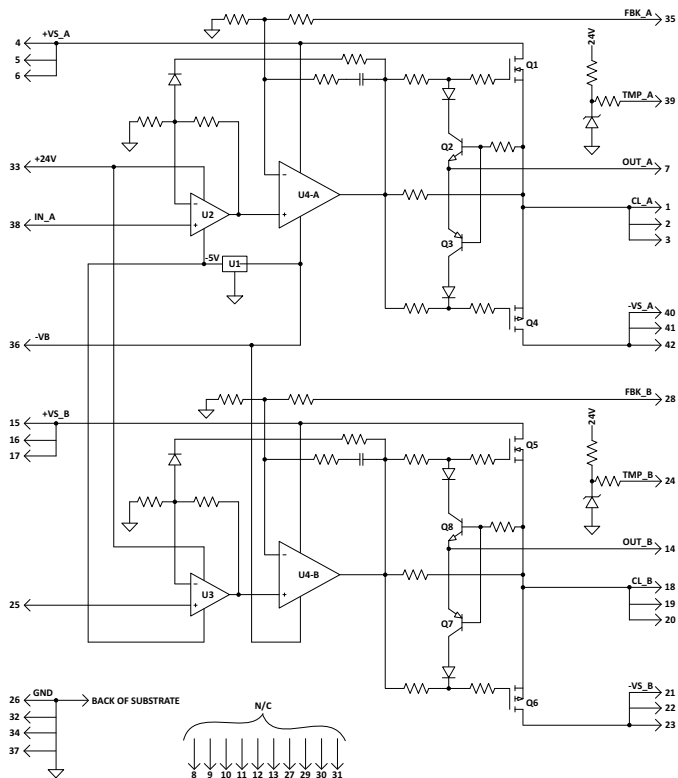 FBK_A 35
4 +VS_A
5
6
Q1
24V
TMP_A 39
Q2
33 +24V
OUT_A 7
U4-A
CL_A 1
U2
38 IN_A
2
Q3
3
-5V U1
-VS_A 40
Q4
41
36 -VB
42
FBK_B 28
15 +VS_B
16
17
Q5
24V
TMP_B 24
Q8
OUT_B 14
U4-B
CL_B 18
U3
25
19
Q7
20
-VS_B 21
26 GND
BACK OF SUBSTRATE
N/C
Q6
22
32
34
23
37
8 9 10 11 12 13 27 29 30 31
− + − + − + − +